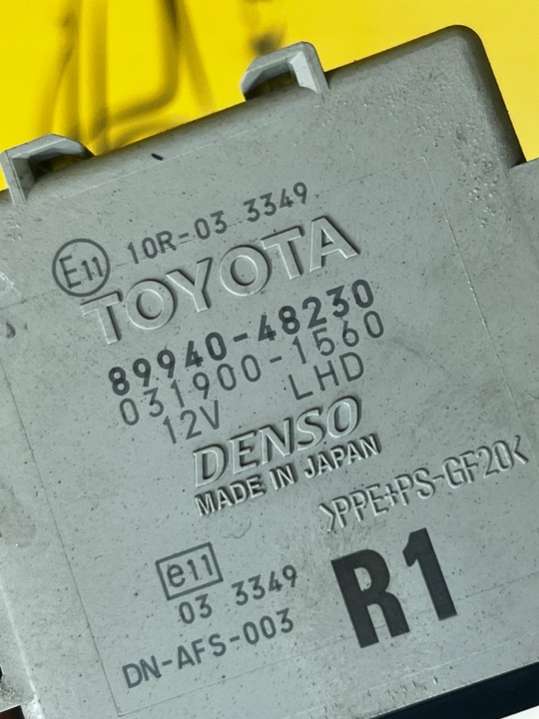 E11 10R-03 3349
TOYOTA
89940-48230
031900-1560
12V LHD
DENSO
MADE IN JAPAN
>PPE+PS-GF20<
e11
03 3349
DN-AFS-003
R1